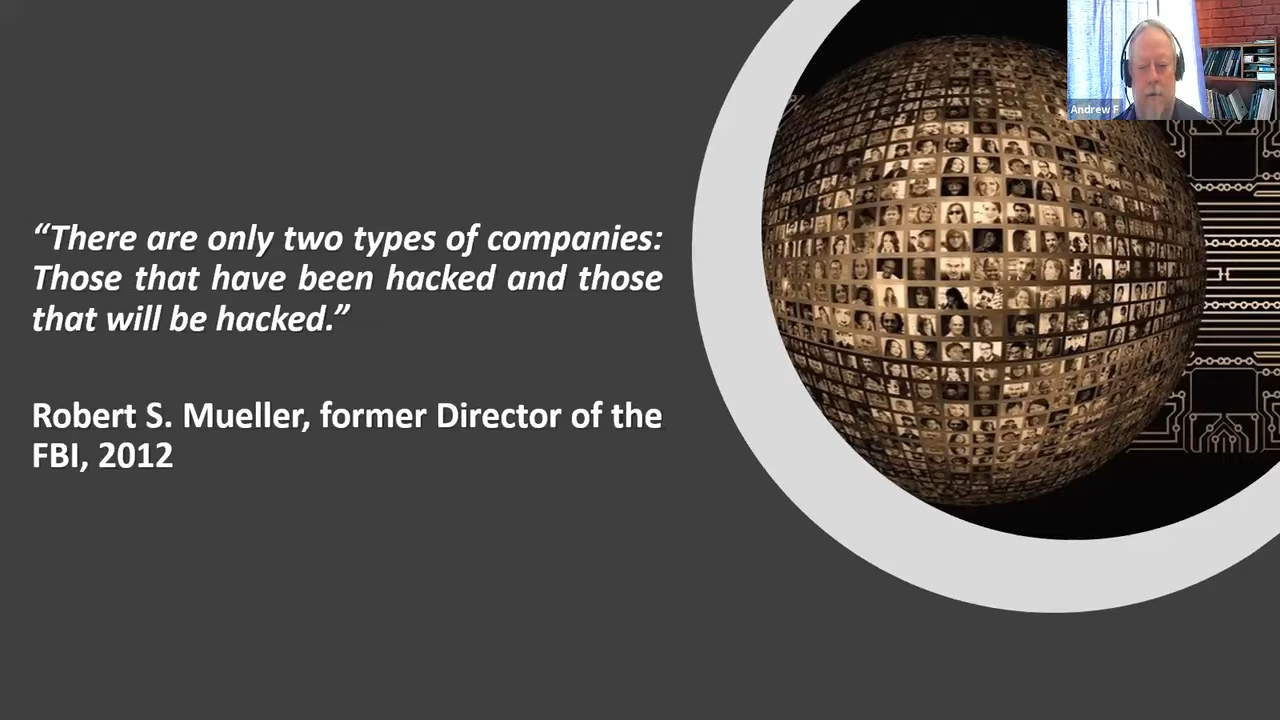 “There are only two types of companies:
Those that have been hacked and those
that will be hacked.”
Robert S. Mueller, former Director of the
FBI, 2012
Andrew F